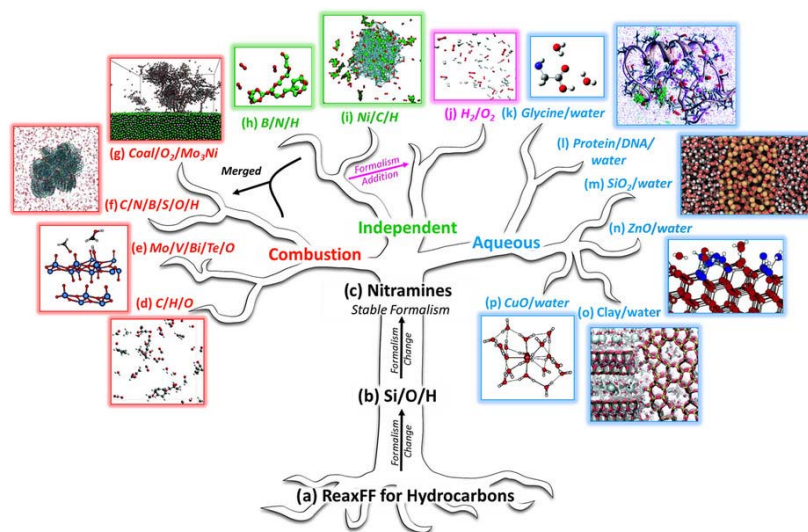 (h) B/N/H
(i) Ni/C/H
(j) H2/O2
(k) Glycine/water
(g) Coal/O2/Mo3Ni
(l) Protein/DNA/
water
Merged
Formalism
Addition
(m) SiO2/water
(f) C/N/B/S/O/H
(n) ZnO/water
Independent
(e) Mo/V/Bi/Te/O
Combustion
Aqueous
(c) Nitramines
Stable Formalism
(d) C/H/O
(p) CuO/water
(o) Clay/water
Formalism
Change
(b) Si/O/H
Formalism
Change
(a) ReaxFF for Hydrocarbons